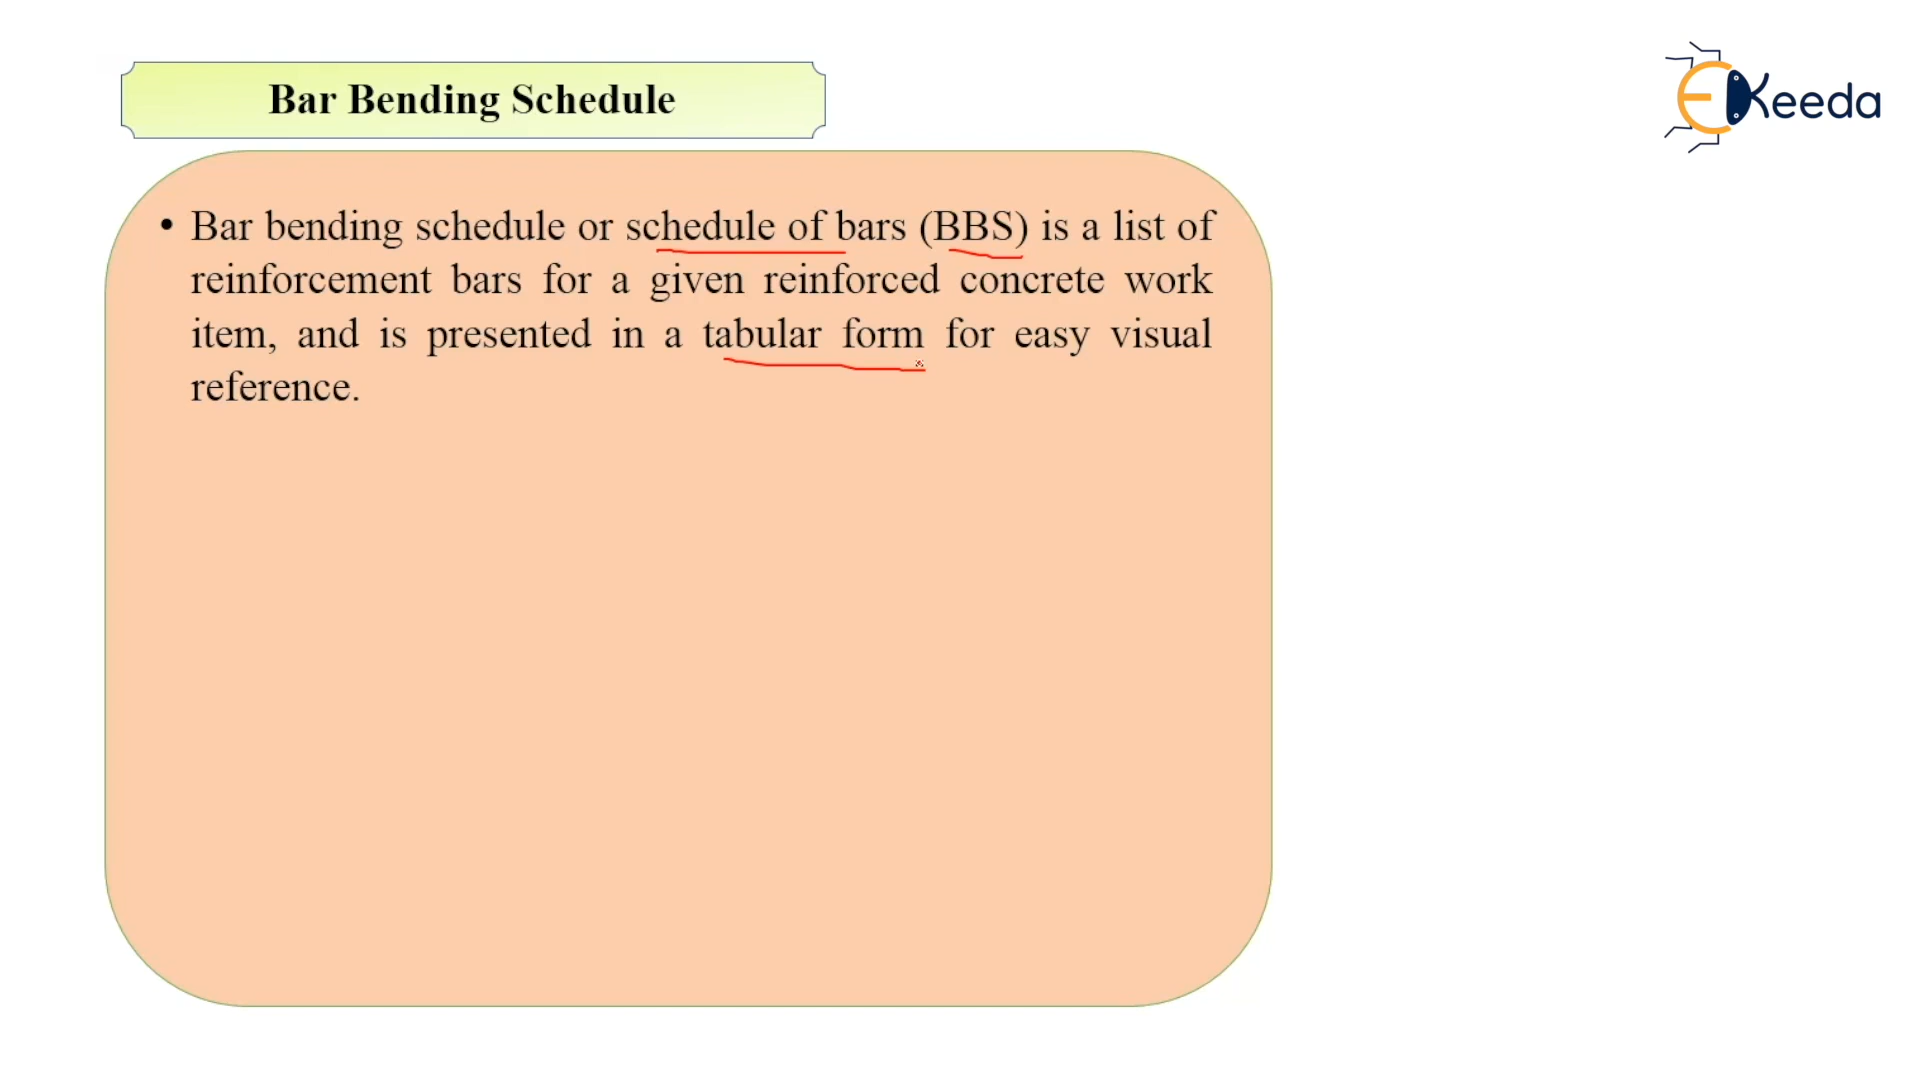 Bar Bending Schedule
EKeeda
• Bar bending schedule or schedule of bars (BBS) is a list of
reinforcement bars for a given reinforced concrete work
item, and is presented in a tabular form for easy visual
reference.